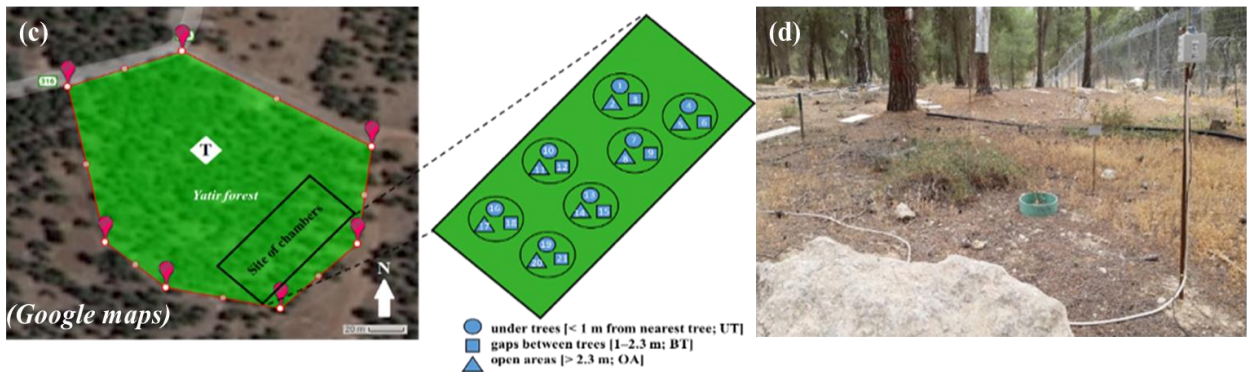 (c)
316
T
Yatir forest
Site of chambers
N
20 m
(Google maps)
1
2 3
4
5 6
7
8 9
10
11 12
13
14 15
16
17 18
19
20 21
under trees [< 1 m from nearest tree; UT]
gaps between trees [1–2.3 m; BT]
open areas [> 2.3 m; OA]
(d)